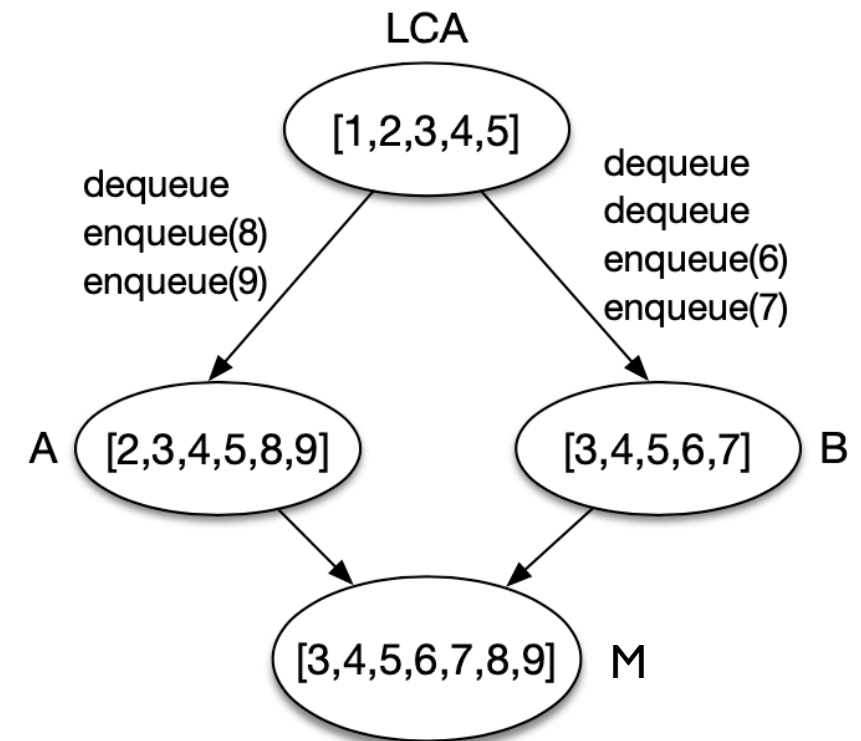 LCA
[1,2,3,4,5]
dequeue
enqueue(8)
enqueue(9)
dequeue
dequeue
enqueue(6)
enqueue(7)
A
[2,3,4,5,8,9]
[3,4,5,6,7]
B
[3,4,5,6,7,8,9]
M